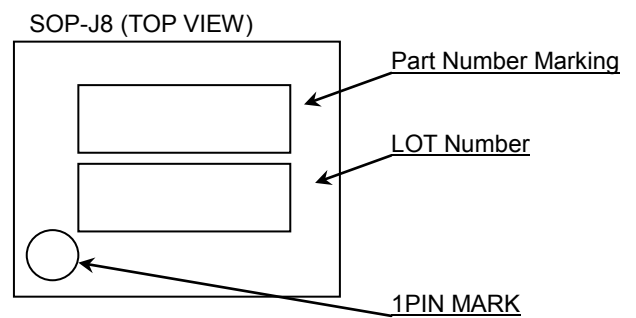 SOP-J8 (TOP VIEW)
Part Number Marking
LOT Number
1PIN MARK